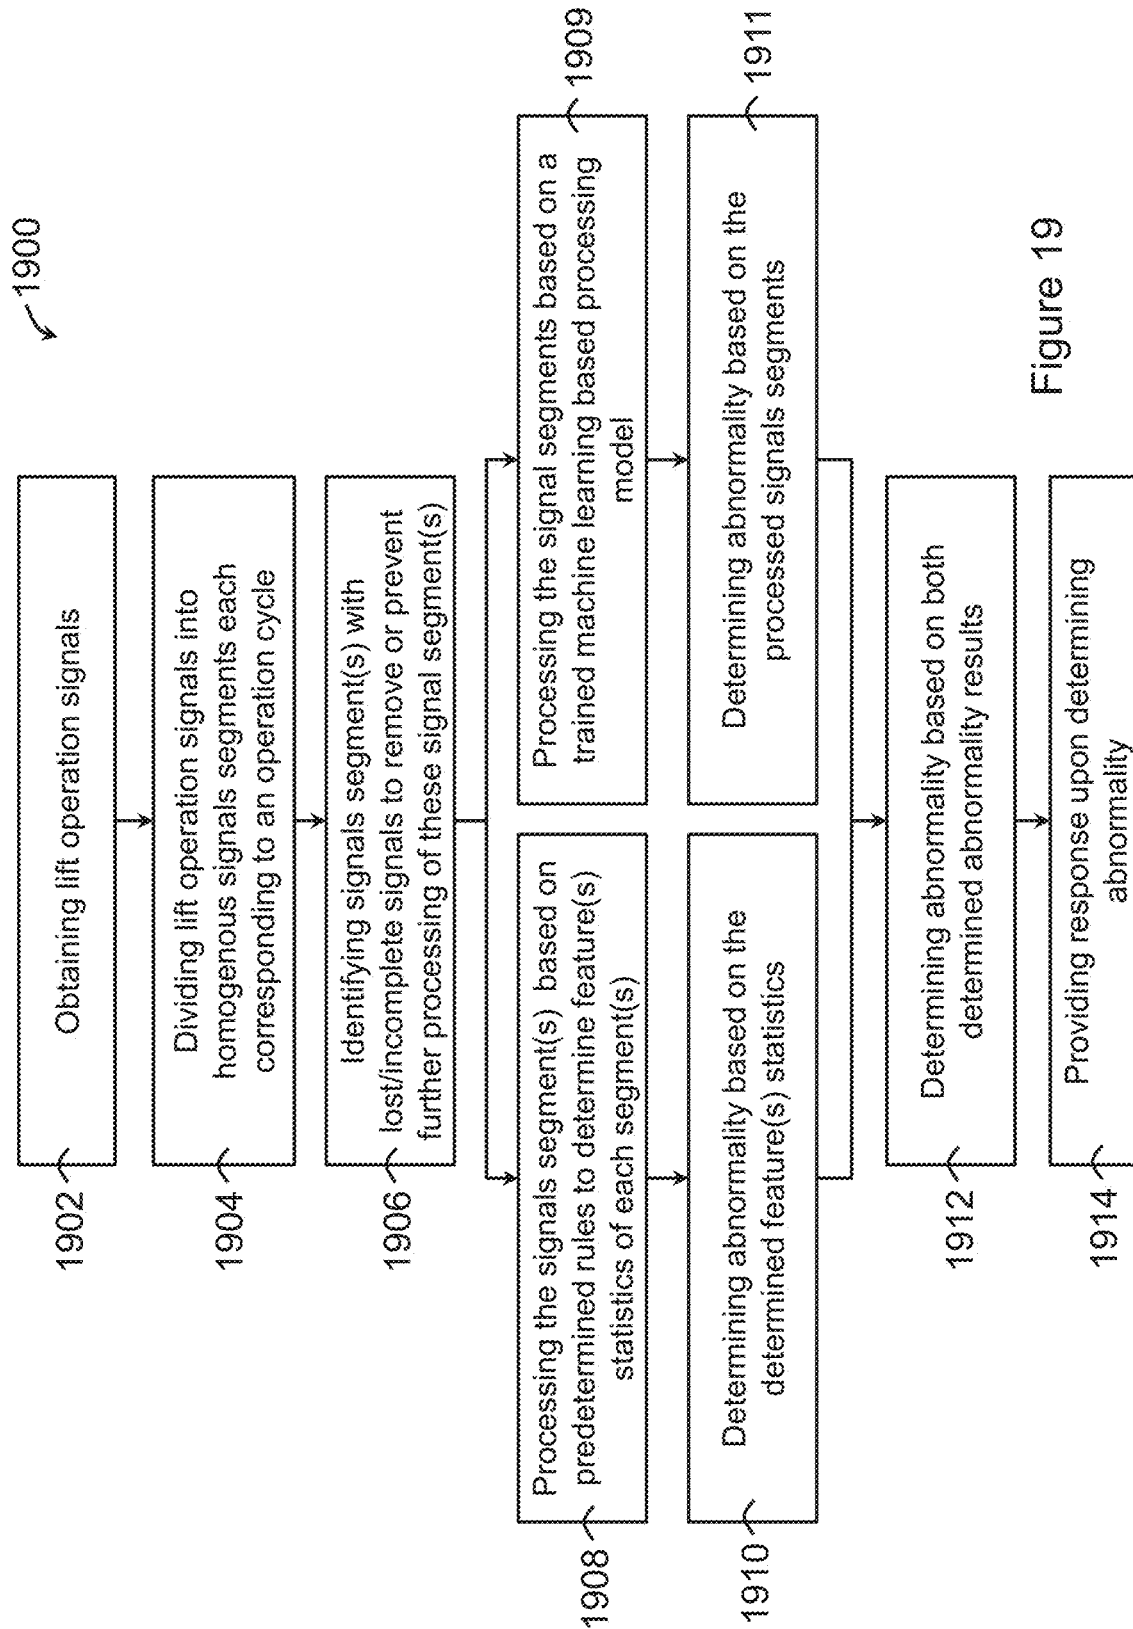 1900
1902
Obtaining lift operation signals
1904
Dividing lift operation signals into
homogenous signals segments each
corresponding to an operation cycle
1906
Identifying signals segment(s) with
lost/incomplete signals to remove or prevent
further processing of these signal segment(s)
1908
Processing the signals segment(s) based on
predetermined rules to determine feature(s)
statistics of each segment(s)
Processing the signal segments based on a
trained machine learning based processing
model
1909
1910
Determining abnormality based on the
determined feature(s) statistics
Determining abnormality based on the
processed signals segments
1911
1912
Determining abnormality based on both
determined abnormality results
1914
Providing response upon determining
abnormality
Figure 19